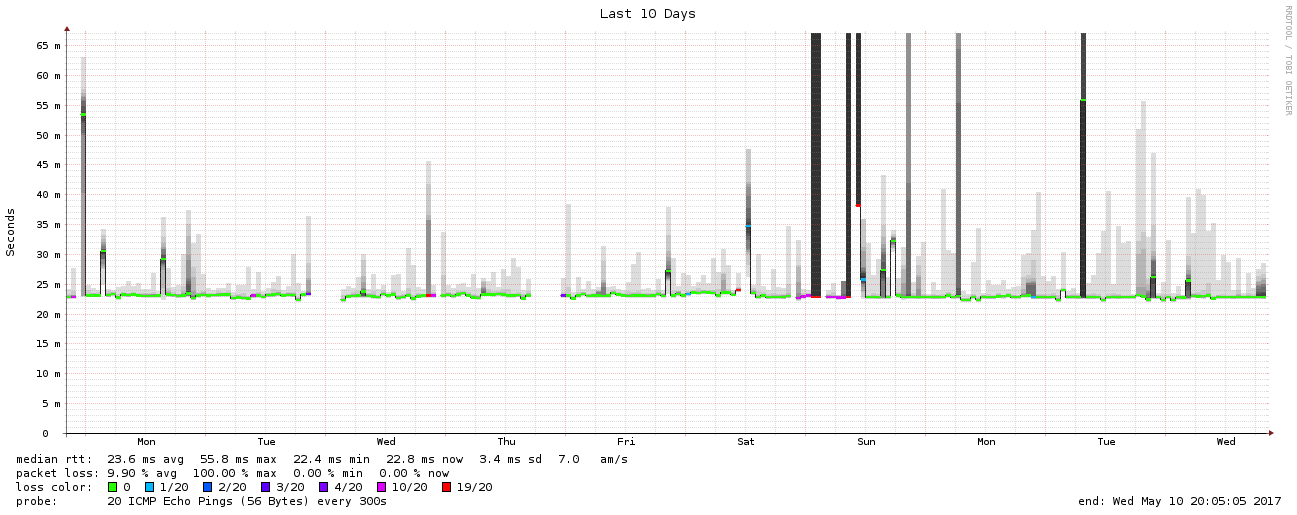 Last 10 Days
RRDTOOL / TOBI OETIKER
Seconds
65 m
60 m
55 m
50 m
45 m
40 m
35 m
30 m
25 m
20 m
15 m
10 m
5 m
0
Mon Tue Wed Thu Fri Sat Sun Mon Tue Wed
median rtt: 23.6 ms avg 55.8 ms max 22.4 ms min 22.8 ms now 3.4 ms sd 7.0 am/s
packet loss: 9.90 % avg 100.00 % max 0.00 % min 0.00 % now
loss color: 0 1/20 2/20 3/20 4/20 10/20 19/20
probe: 20 ICMP Echo Pings (56 Bytes) every 300s end: Wed May 10 20:05:05 2017